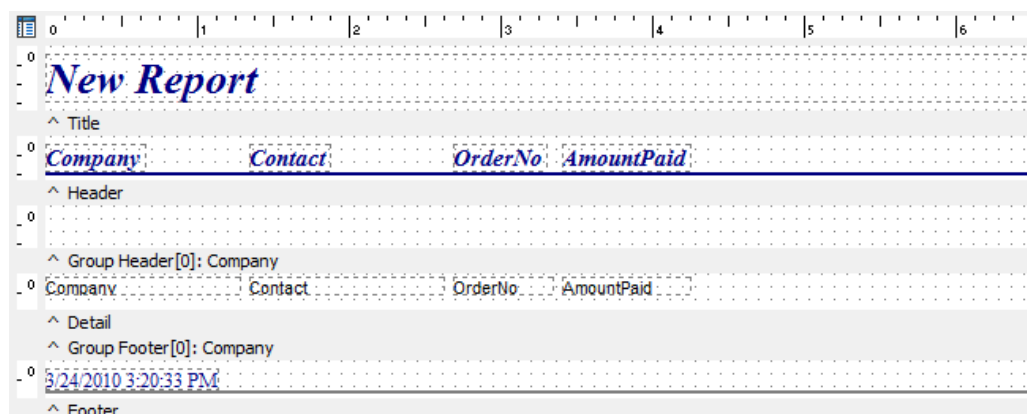 0 1 2 3 4 5 6
0
New Report
^ Title
0
Company Contact OrderNo AmountPaid
^ Header
0
^ Group Header[0]: Company
0
Company Contact OrderNo AmountPaid
^ Detail
^ Group Footer[0]: Company
0
3/24/2010 3:20:33 PM
^ Footer